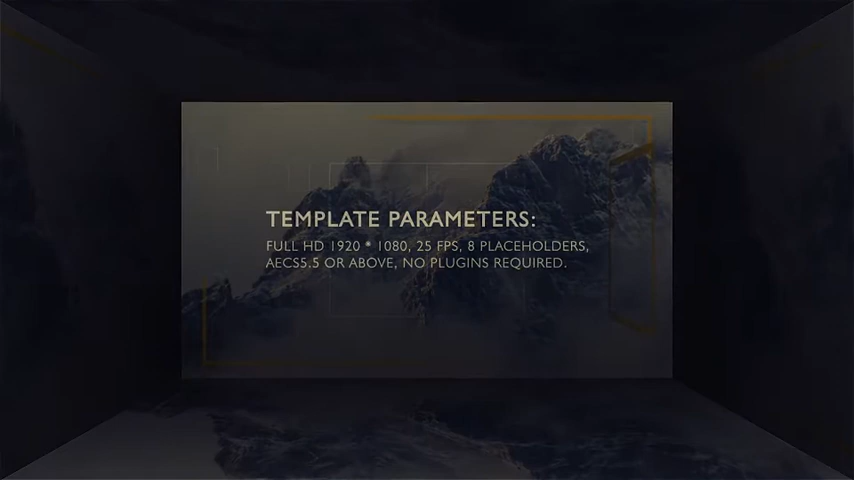 TEMPLATE PARAMETERS:
FULL HD 1920 * 1080, 25 FPS, 8 PLACEHOLDERS,
AECS5.5 OR ABOVE, NO PLUGINS REQUIRED.